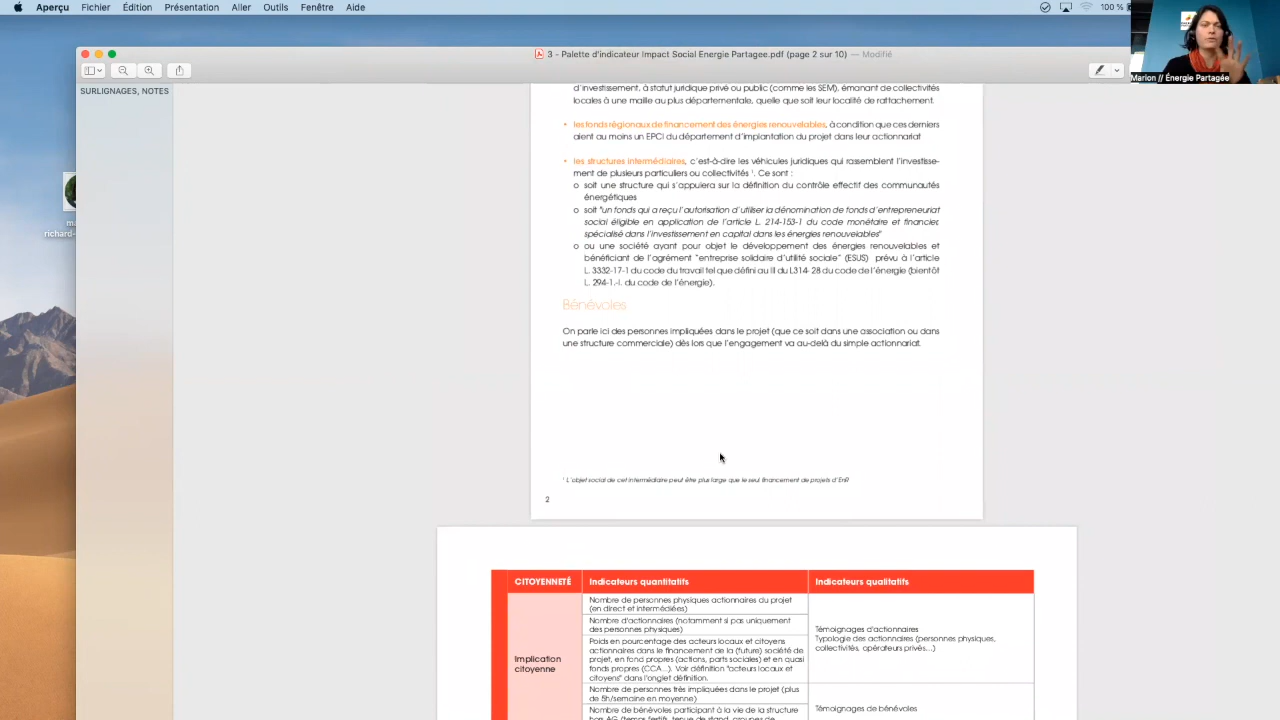 Aperçu Fichier Édition Présentation Aller Outils Fenêtre Aide 100 %
3 - Palette d'indicateur Impact Social Energie Partagee.pdf (page 2 sur 10) — Modifié
Marion // Énergie Partagée
SURLIGNAGES, NOTES
richard-
d'investissement, à statut juridique privé ou public (comme les SEM), émanant de collectivités
locales à une maille au plus départementale, quelle que soit leur localité de rattachement.
• les fonds régionaux de financement des énergies renouvelables, à condition que ces derniers
aient au moins un EPCI du département d'implantation du projet dans leur actionnariat
• les structures intermédiaires, c'est-à-dire les véhicules juridiques qui rassemblent l'investisse-
ment de plusieurs particuliers ou collectivités ¹. Ce sont :
o soit une structure qui s'appuiera sur la définition du contrôle effectif des communautés
énergétiques
o soit "un fonds qui a reçu l'autorisation d'utiliser la dénomination de fonds d'entrepreneuriat
social éligible en application de l'article L. 214-153-1 du code monétaire et financier,
spécialisé dans l'investissement en capital dans les énergies renouvelables"
o ou une société ayant pour objet le développement des énergies renouvelables et
bénéficiant de l'agrément "entreprise solidaire d'utilité sociale" (ESUS) prévu à l'article
L. 3332-17-1 du code du travail tel que défini au II du L314- 28 du code de l'énergie (bientôt
L. 294-1.-I. du code de l'énergie).
Bénévoles
On parle ici des personnes impliquées dans le projet (que ce soit dans une association ou dans
une structure commerciale) dès lors que l'engagement va au-delà du simple actionnariat.
¹ L'objet social de cet intermédiaire peut être plus large que le seul financement de projets d'EnR
2
CITOYENNETÉ Indicateurs quantitatifs Indicateurs qualitatifs
Implication
citoyenne
Nombre de personnes physiques actionnaires du projet
(en direct et intermédiées)
Nombre d'actionnaires (notamment si pas uniquement
des personnes physiques)
Poids en pourcentage des acteurs locaux et citoyens
actionnaires dans le financement de la (future) société de
projet, en fond propres (actions, parts sociales) et en quasi
fonds propres (CCA...). Voir définition "acteurs locaux et
citoyens" dans l'onglet définition.
Témoignages d'actionnaires
Typologie des actionnaires (personnes physiques,
collectivités, opérateurs privés,...)
Nombre de personnes très impliquées dans le projet (plus
de 5h/semaine en moyenne)
Nombre de bénévoles participant à la vie de la structure
Témoignages de bénévoles